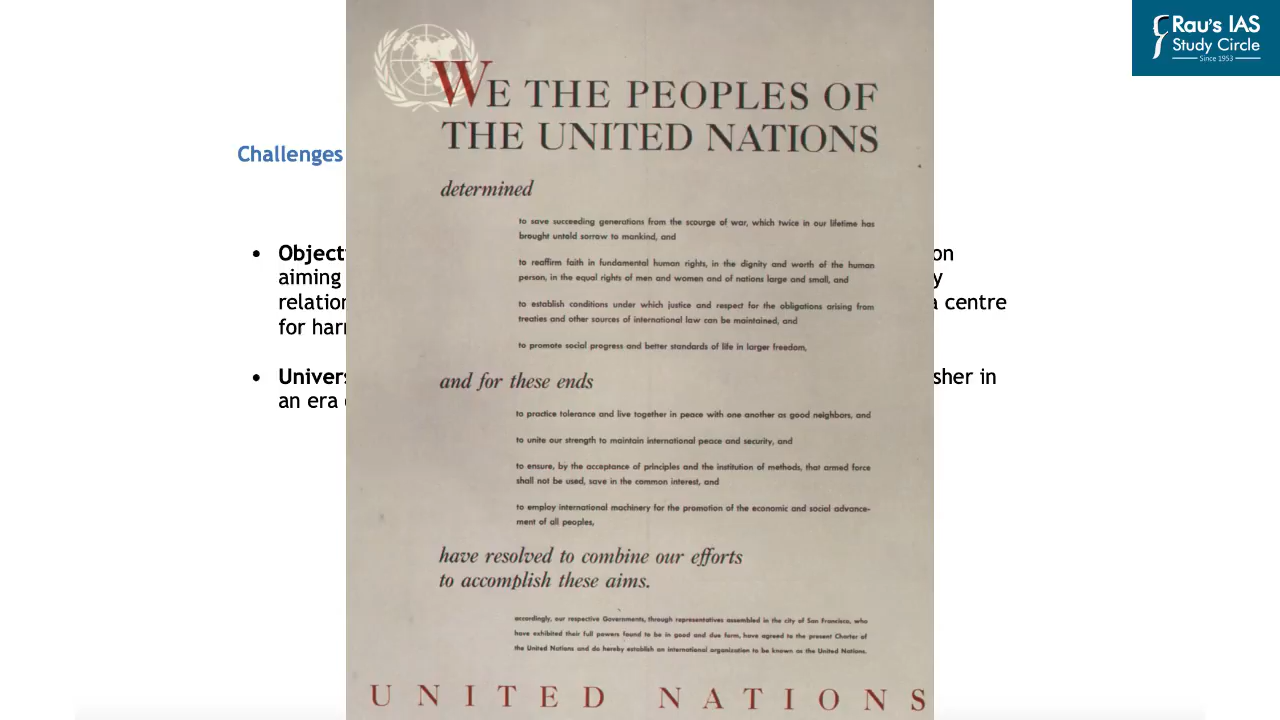 Rau's IAS
Study Circle
Since 1953
WE THE PEOPLES OF
THE UNITED NATIONS
Challenges
determined
to save succeeding generations from the scourge of war, which twice in our lifetime has
brought untold sorrow to mankind, and
to reaffirm faith in fundamental human rights, in the dignity and worth of the human
person, in the equal rights of men and women and of nations large and small, and
to establish conditions under which justice and respect for the obligations arising from
treaties and other sources of international law can be maintained, and
to promote social progress and better standards of life in larger freedom,
and for these ends
to practice tolerance and live together in peace with one another as good neighbors, and
to unite our strength to maintain international peace and security, and
to ensure, by the acceptance of principles and the institution of methods, that armed force
shall not be used, save in the common interest, and
to employ international machinery for the promotion of the economic and social advance-
ment of all peoples,
have resolved to combine our efforts
to accomplish these aims.
accordingly, our respective Governments, through representatives assembled in the city of San Francisco, who
have exhibited their full powers found to be in good and due form, have agreed to the present Charter of
the United Nations and do hereby establish an international organization to be known as the United Nations.
UNITED NATIONS
aiming
centre
for
an era
in